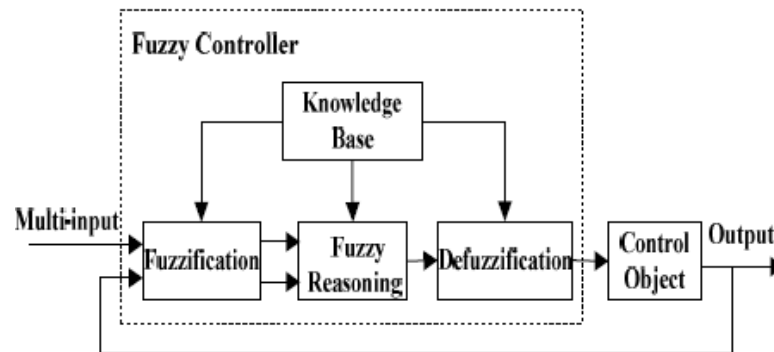 Fuzzy Controller
Knowledge
Base
Multi-input
Fuzzification
Fuzzy
Reasoning
Defuzzification
Control
Object
Output